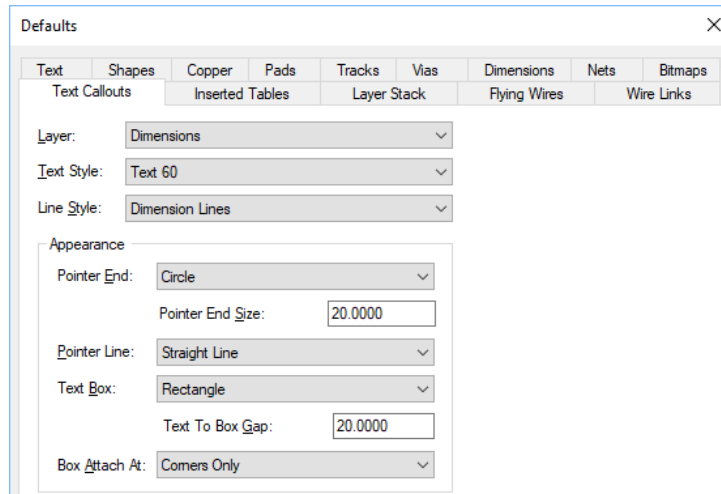 Defaults
Text Shapes Copper Pads Tracks Vias Dimensions Nets Bitmaps
Text Callouts Inserted Tables Layer Stack Flying Wires Wire Links
Layer: Dimensions
Text Style: Text 60
Line Style: Dimension Lines
Appearance
Pointer End: Circle
Pointer End Size: 20.0000
Pointer Line: Straight Line
Text Box: Rectangle
Text To Box Gap: 20.0000
Box Attach At: Corners Only